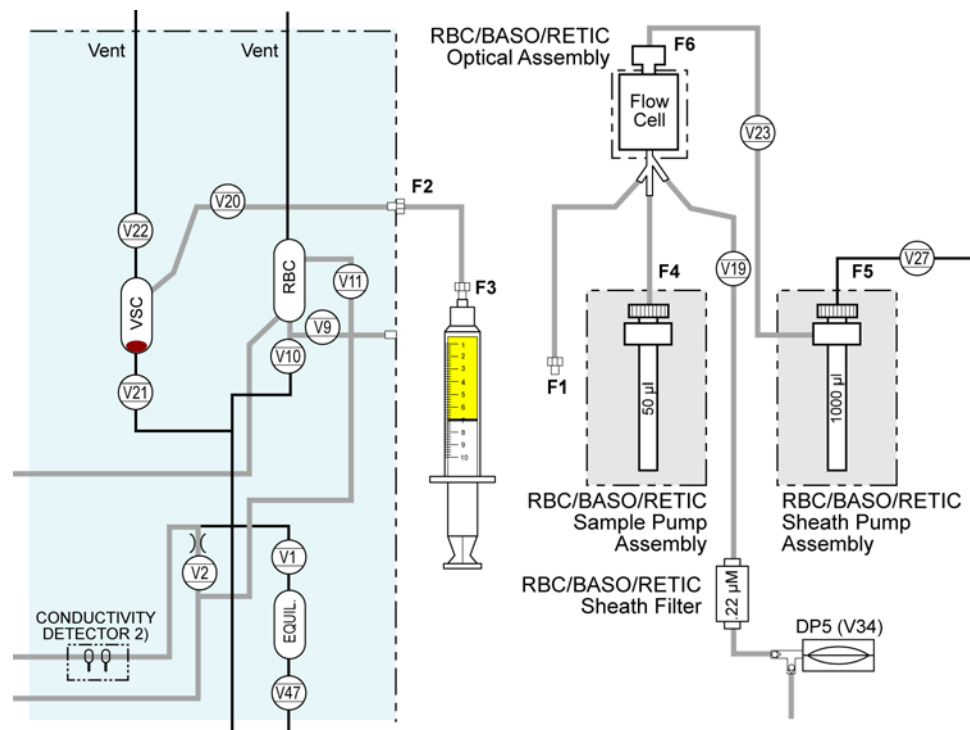 Vent
Vent
RBC/BASO/RETIC
Optical Assembly
F6
Flow
Cell
V23
V20
F2
V22
V11
RBC
V19
V27
F4
F5
F3
VSC
V9
V10
1
2
3
4
5
6
7
8
9
10
F1
V21
50 µl
1000 µl
RBC/BASO/RETIC
Sample Pump
Assembly
RBC/BASO/RETIC
Sheath Pump
Assembly
V1
V2
RBC/BASO/RETIC
Sheath Filter
.22 µM
EQUIL.
CONDUCTIVITY
DETECTOR 2)
DP5 (V34)
V47